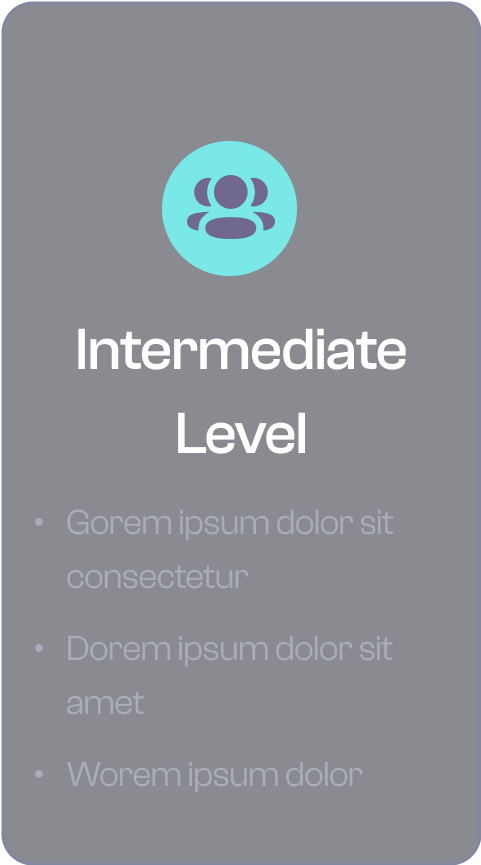 Intermediate
Level
• Gorem ipsum dolor sit
consectetur
• Dorem ipsum dolor sit
amet
• Worem ipsum dolor